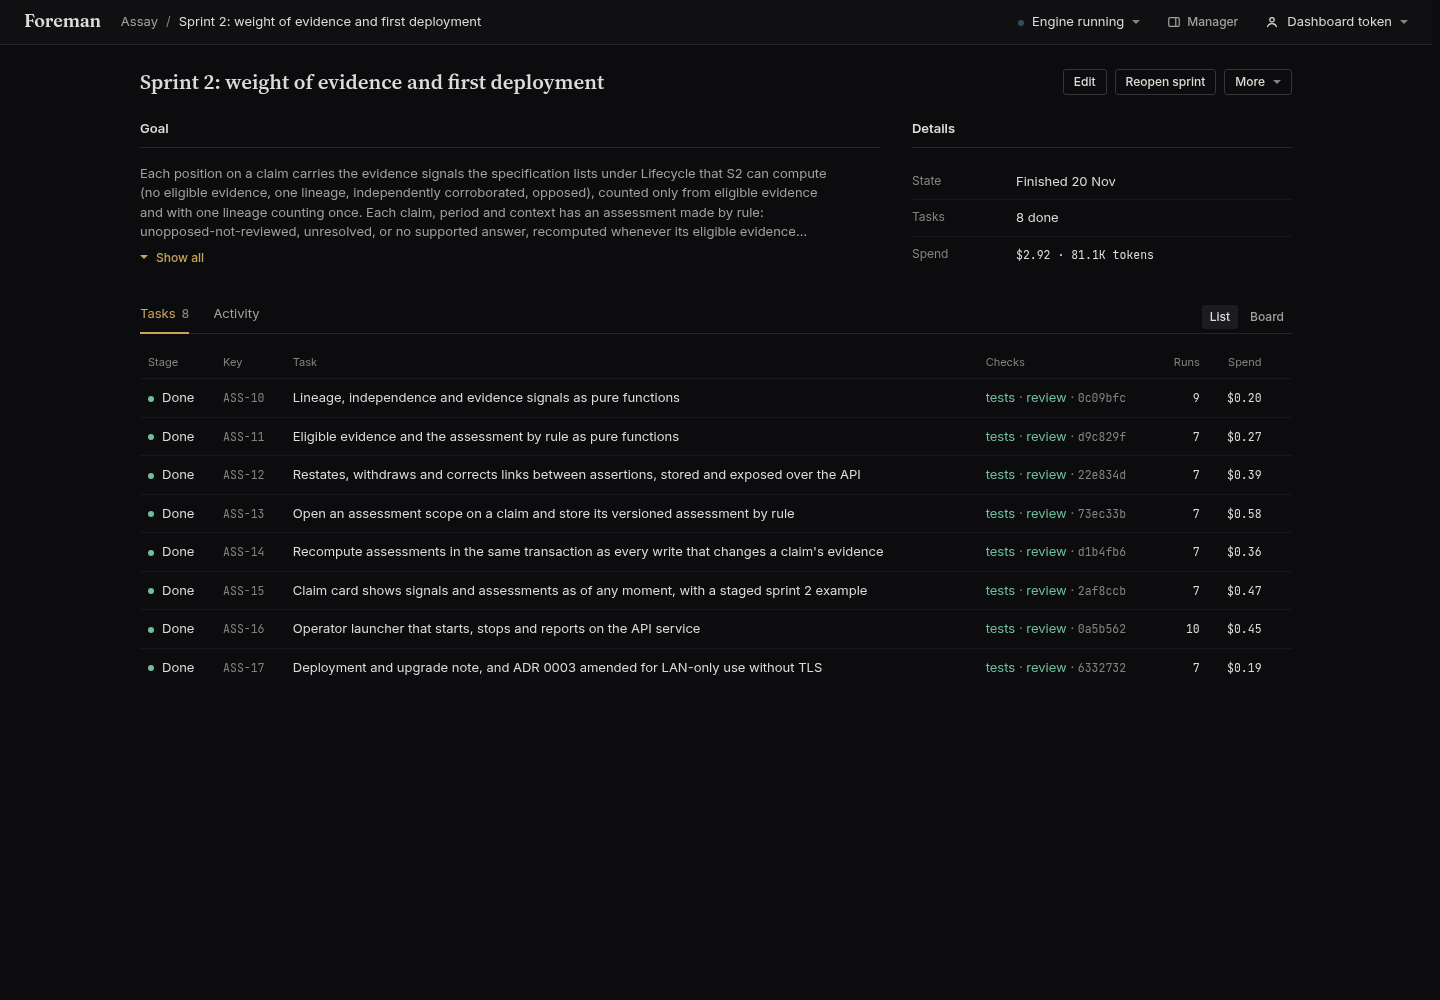 Foreman Assay / Sprint 2: weight of evidence and first deployment Engine running Manager Dashboard token
Sprint 2: weight of evidence and first deployment Edit Reopen sprint More
Goal
Each position on a claim carries the evidence signals the specification lists under Lifecycle that S2 can compute
(no eligible evidence, one lineage, independently corroborated, opposed), counted only from eligible evidence
and with one lineage counting once. Each claim, period and context has an assessment made by rule:
unopposed-not-reviewed, unresolved, or no supported answer, recomputed whenever its eligible evidence…
Show all
Details
State Finished 20 Nov
Tasks 8 done
Spend $2.92 · 81.1K tokens
Tasks 8 Activity List Board
Stage Key Task Checks Runs Spend
Done ASS-10 Lineage, independence and evidence signals as pure functions tests · review · 0c09bfc 9 $0.20
Done ASS-11 Eligible evidence and the assessment by rule as pure functions tests · review · d9c829f 7 $0.27
Done ASS-12 Restates, withdraws and corrects links between assertions, stored and exposed over the API tests · review · 22e834d 7 $0.39
Done ASS-13 Open an assessment scope on a claim and store its versioned assessment by rule tests · review · 73ec33b 7 $0.58
Done ASS-14 Recompute assessments in the same transaction as every write that changes a claim's evidence tests · review · d1b4fb6 7 $0.36
Done ASS-15 Claim card shows signals and assessments as of any moment, with a staged sprint 2 example tests · review · 2af8ccb 7 $0.47
Done ASS-16 Operator launcher that starts, stops and reports on the API service tests · review · 0a5b562 10 $0.45
Done ASS-17 Deployment and upgrade note, and ADR 0003 amended for LAN-only use without TLS tests · review · 6332732 7 $0.19